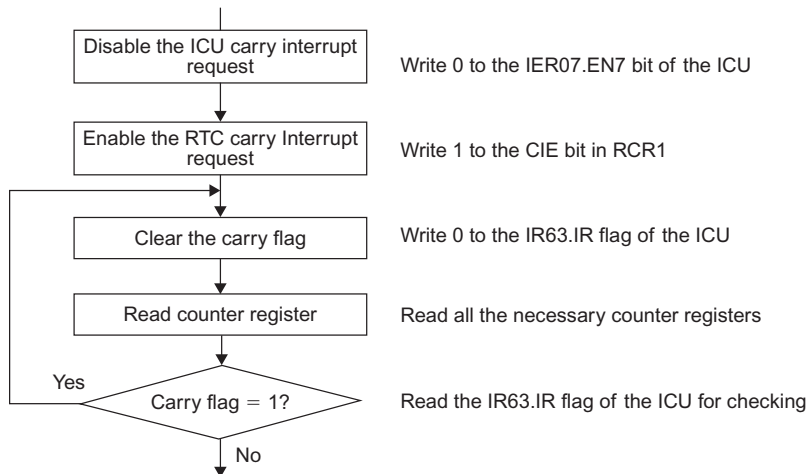 Disable the ICU carry interrupt
request
Write 0 to the IER07.EN7 bit of the ICU
Enable the RTC carry Interrupt
request
Write 1 to the CIE bit in RCR1
Clear the carry flag
Write 0 to the IR63.IR flag of the ICU
Read counter register
Read all the necessary counter registers
Yes
Carry flag = 1?
Read the IR63.IR flag of the ICU for checking
No